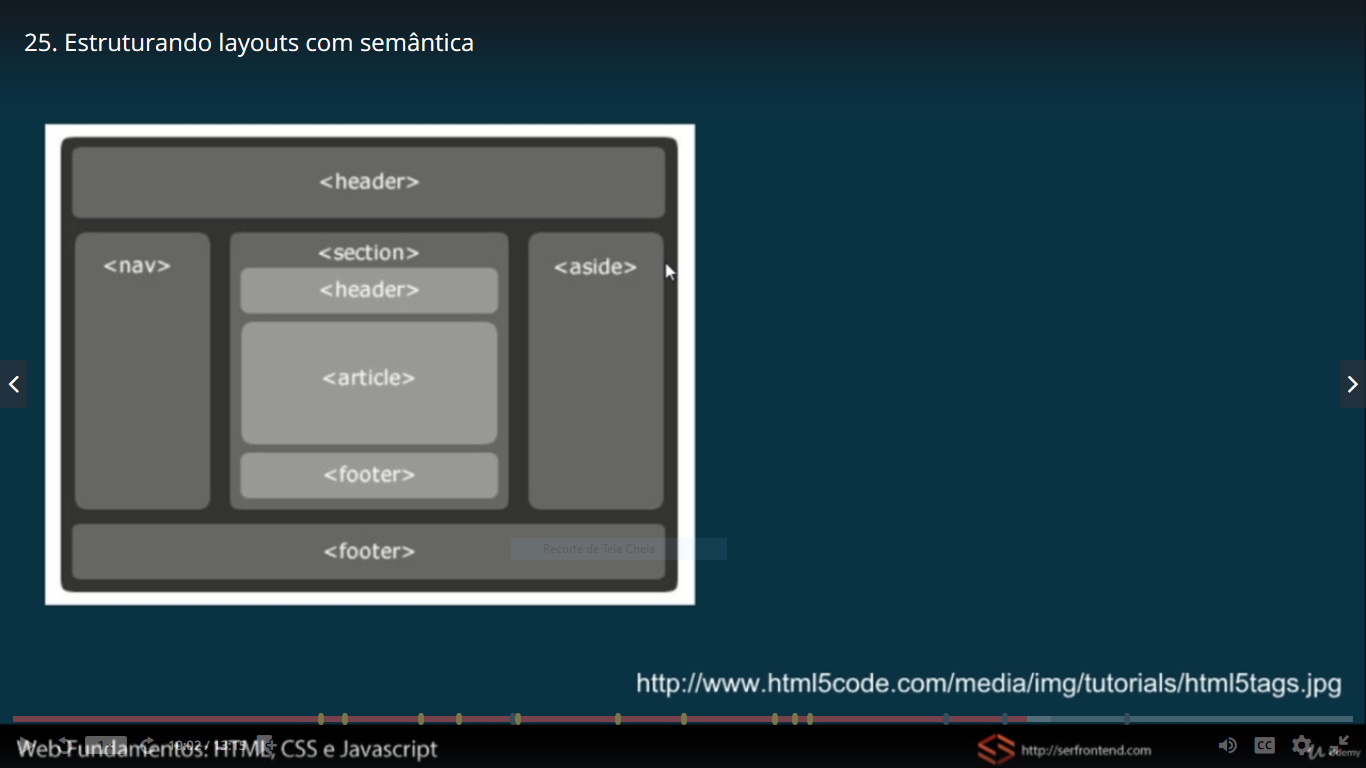 25. Estruturando layouts com semântica
<header>
<nav>
<section>
<aside>
<header>
<article>
<footer>
<footer>
Recorte de Tela Cheia
http://www.html5code.com/media/img/tutorials/html5tags.jpg
Web Fundamentos: HTML, CSS e Javascript
10:02 / 13:15
http://serfrontend.com
CC
udemy